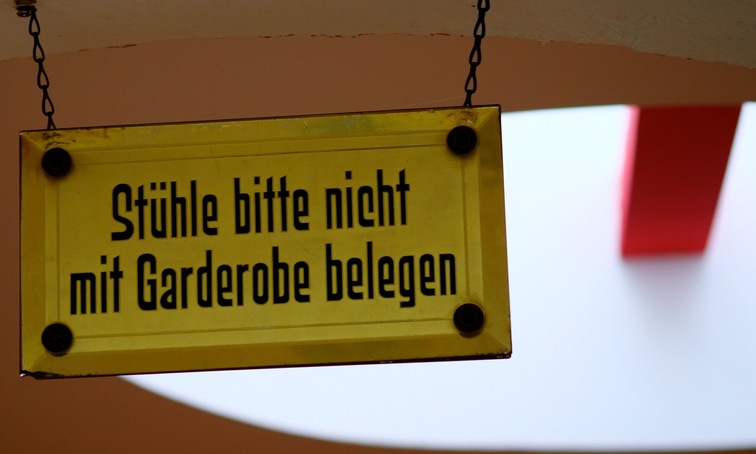 Stühle bitte nicht
mit Garderobe belegen